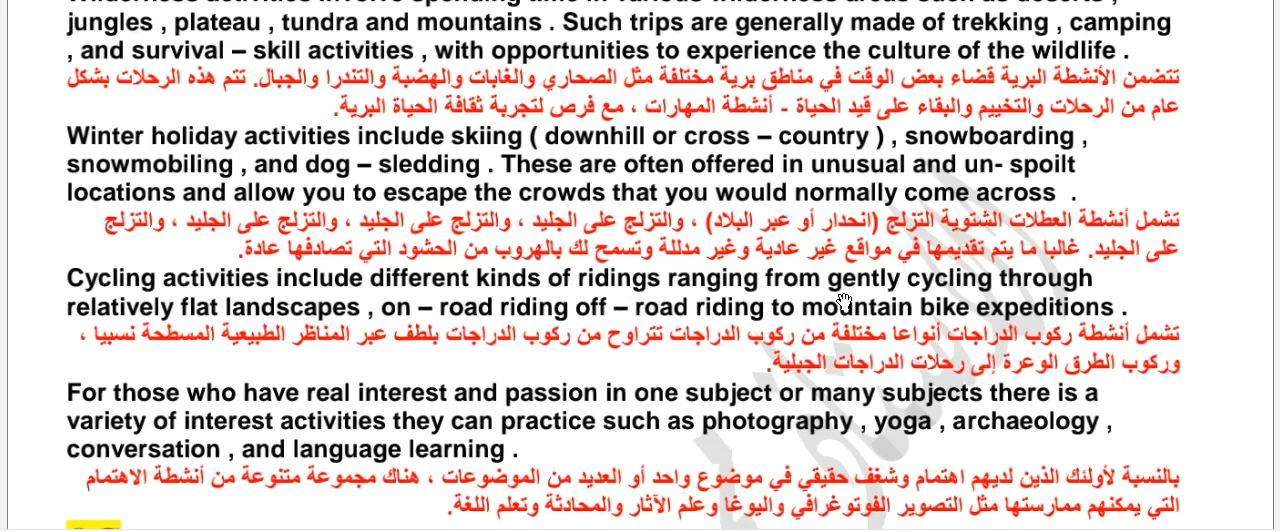 jungles , plateau , tundra and mountains . Such trips are generally made of trekking , camping
, and survival – skill activities , with opportunities to experience the culture of the wildlife .
تتضمن الأنشطة البرية قضاء بعض الوقت في مناطق برية مختلفة مثل الصحاري والغابات والهضبة والتندرا والجبال. تتم هذه الرحلات بشكل
عام من الرحلات والتخييم والبقاء على قيد الحياة - أنشطة المهارات ، مع فرص لتجربة ثقافة الحياة البرية.
Winter holiday activities include skiing ( downhill or cross – country ) , snowboarding ,
snowmobiling , and dog – sledding . These are often offered in unusual and un- spoilt
locations and allow you to escape the crowds that you would normally come across .
تشمل أنشطة العطلات الشتوية التزلج (انحدار أو عبر البلاد) ، والتزلج على الجليد ، والتزلج على الجليد ، والتزلج على الجليد ، والتزلج
على الجليد. غالبا ما يتم تقديمها في مواقع غير عادية وغير مدللة وتسمح لك بالهروب من الحشود التي تصادفها عادة.
Cycling activities include different kinds of ridings ranging from gently cycling through
relatively flat landscapes , on – road riding off – road riding to mountain bike expeditions .
تشمل أنشطة ركوب الدراجات أنواعا مختلفة من ركوب الدراجات تتراوح من ركوب الدراجات بلطف عبر المناظر الطبيعية المسطحة نسبيا ،
وركوب الطرق الوعرة إلى رحلات الدراجات الجبلية.
For those who have real interest and passion in one subject or many subjects there is a
variety of interest activities they can practice such as photography , yoga , archaeology ,
conversation , and language learning .
بالنسبة لأولئك الذين لديهم اهتمام وشغف حقيقي في موضوع واحد أو العديد من الموضوعات ، هناك مجموعة متنوعة من أنشطة الاهتمام
التي يمكنهم ممارستها مثل التصوير الفوتوغرافي واليوغا وعلم الآثار والمحادثة وتعلم اللغة.